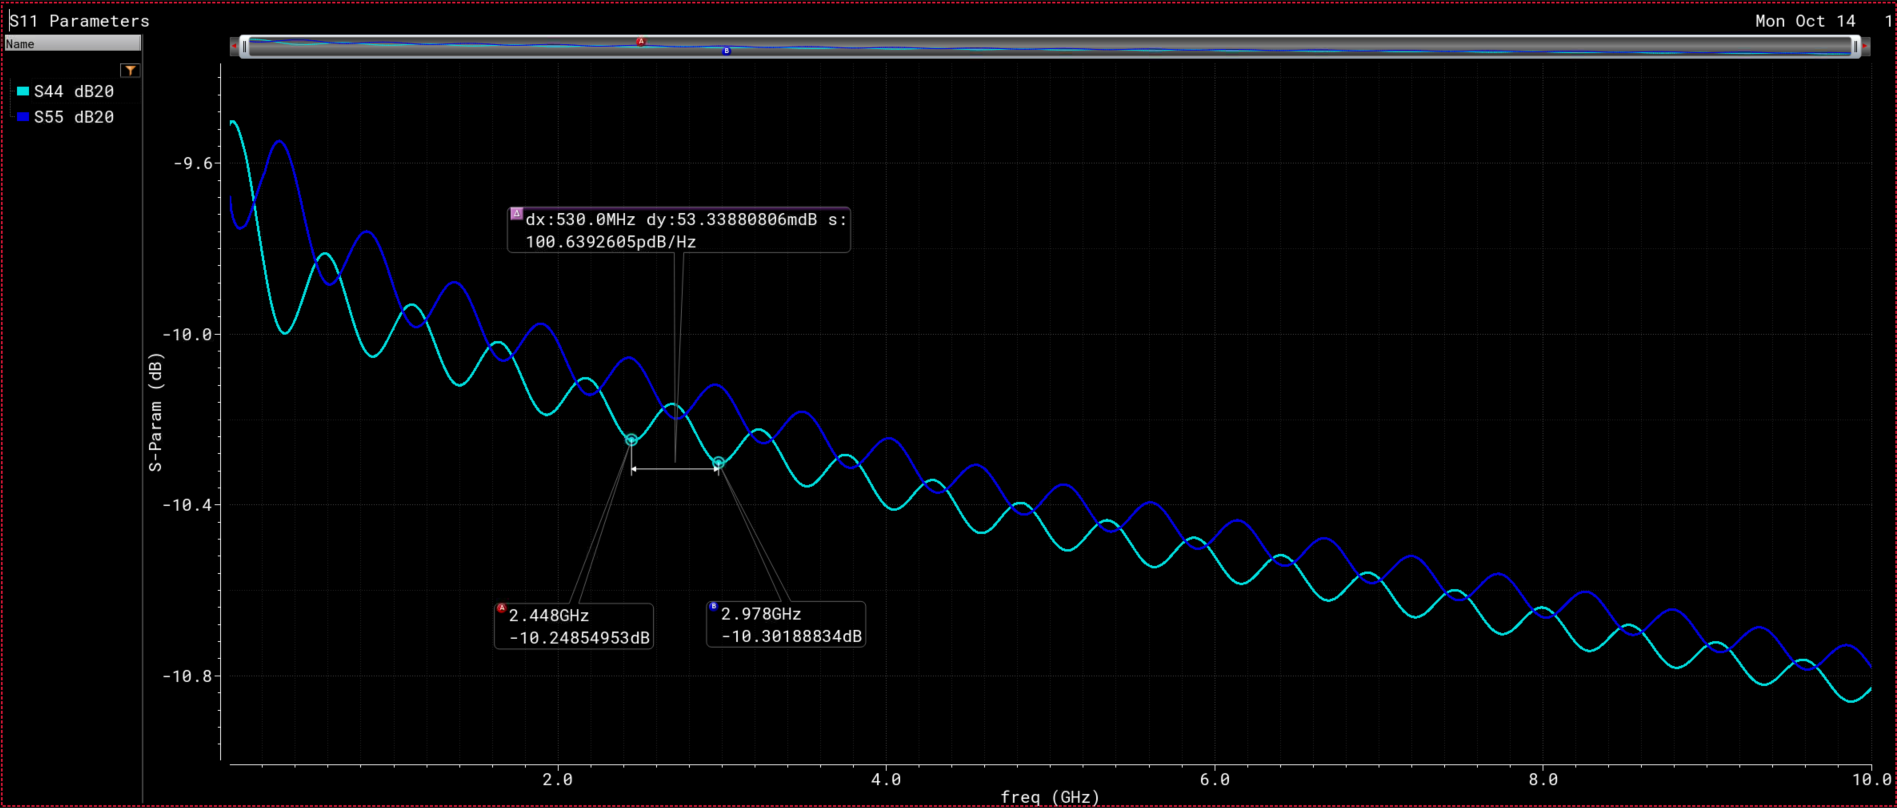 S11 Parameters
Mon Oct 14 1
Name
S44 dB20
S55 dB20
A
B
-9.6
-10.0
-10.4
-10.8
S-Param (dB)
dx:530.0MHz dy:53.33880806mdB s:
100.6392605pdB/Hz
A
2.448GHz
-10.24854953dB
B
2.978GHz
-10.30188834dB
2.0
4.0
6.0
8.0
10.0
freq (GHz)